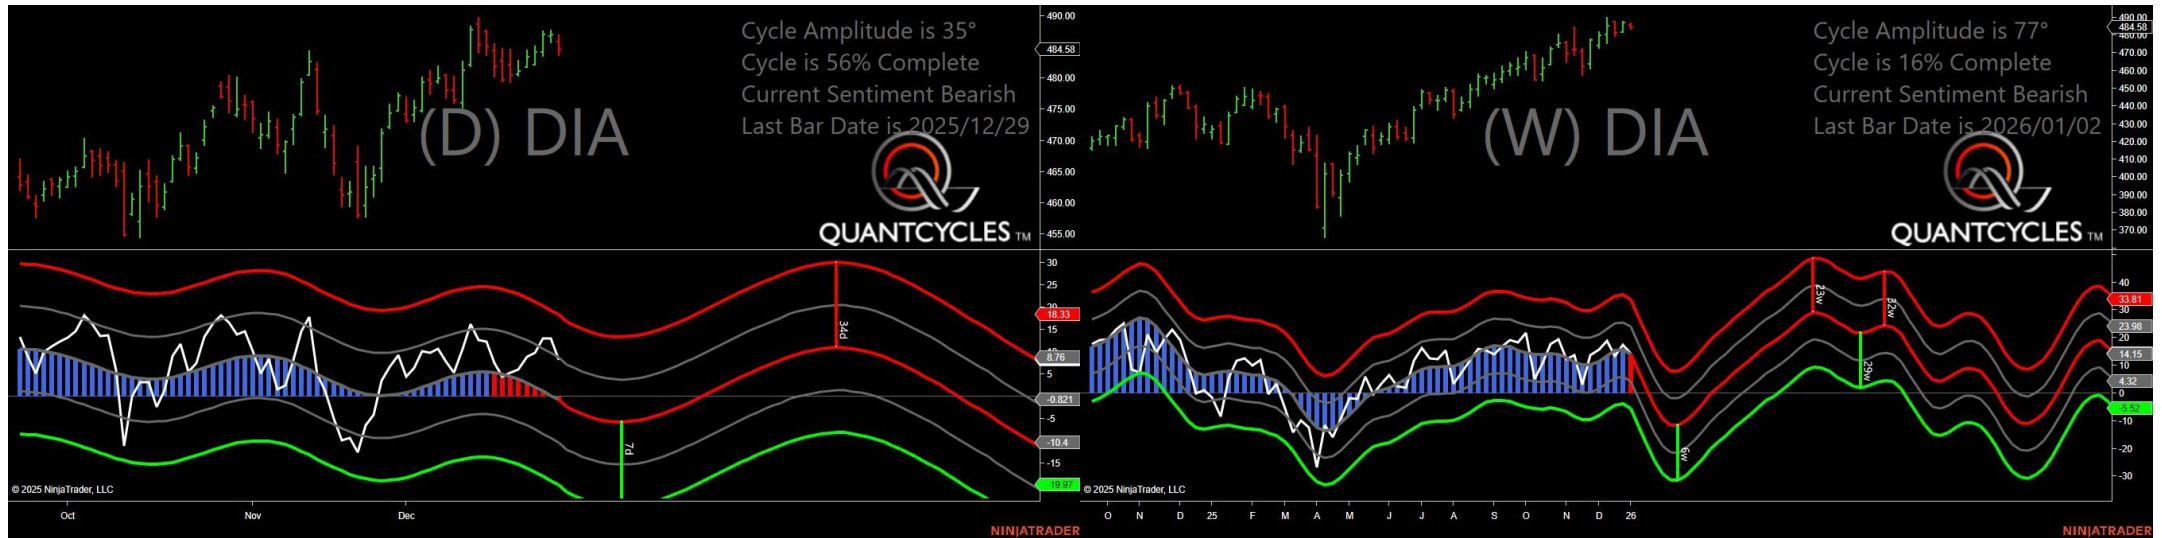 Cycle Amplitude is 35°
Cycle is 56% Complete
Current Sentiment Bearish
Last Bar Date is 2025/12/29
(D) DIA
QUANTCYCLES TM
490.00
484.58
480.00
475.00
470.00
465.00
460.00
455.00
30
25
20
18.33
15
10
8.76
5
-0.821
-5
-10.4
-15
-19.97
34d
7d
© 2025 NinjaTrader, LLC
Oct Nov Dec
NINJATRADER
Cycle Amplitude is 77°
Cycle is 16% Complete
Current Sentiment Bearish
Last Bar Date is 2026/01/02
(W) DIA
QUANTCYCLES TM
490.00
484.58
480.00
470.00
460.00
450.00
440.00
430.00
420.00
410.00
400.00
390.00
380.00
370.00
40
33.81
30
23.98
20
14.15
4.32
0
-5.52
-10
-20
-30
23w
32w
29w
6w
© 2025 NinjaTrader, LLC
O N D 25 F M A M J J A S O N D 26
NINJATRADER